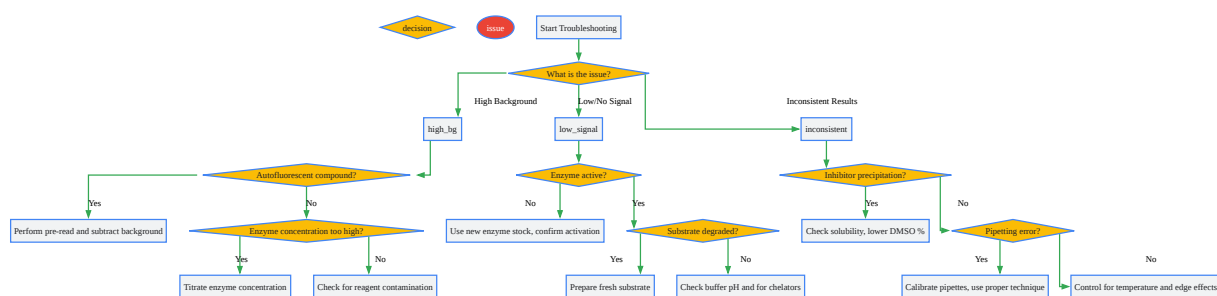 decision
issue
Start Troubleshooting
What is the issue?
High Background
Low/No Signal
Inconsistent Results
high_bg
low_signal
inconsistent
Autofluorescent compound?
Enzyme active?
Inhibitor precipitation?
Yes
No
No
Yes
Yes
No
Perform pre-read and subtract background
Enzyme concentration too high?
Use new enzyme stock, confirm activation
Substrate degraded?
Check solubility, lower DMSO %
Pipetting error?
Yes
No
Yes
No
Yes
No
Titrate enzyme concentration
Check for reagent contamination
Prepare fresh substrate
Check buffer pH and for chelators
Calibrate pipettes, use proper technique
Control for temperature and edge effects